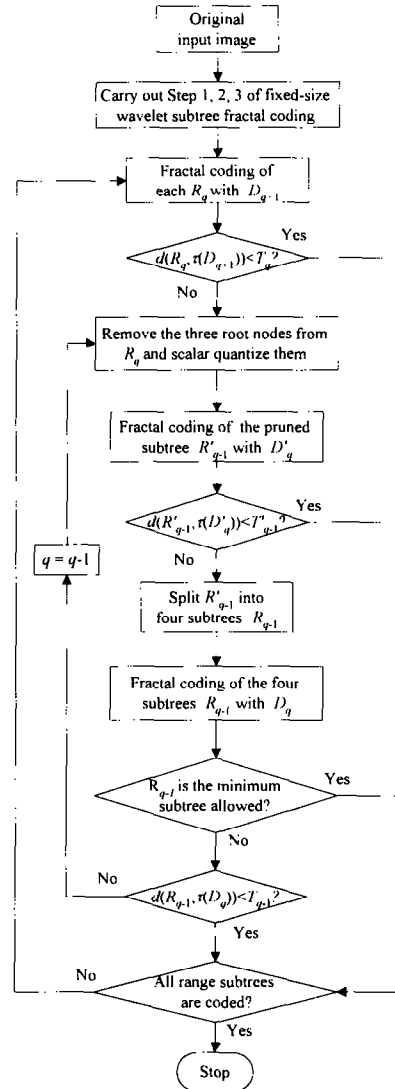 Original
input image
Carry out Step 1, 2, 3 of fixed-size
wavelet subtree fractal coding
Fractal coding of
each R_q with D_{q+1}
d(R_q, τ(D_{q+1}))<T_q?
Yes
No
Remove the three root nodes from
R_q and scalar quantize them
Fractal coding of the pruned
subtree R'_{q-1} with D'_q
d(R'_{q-1}, τ(D'_q))<T'_{q-1}?
Yes
No
q = q-1
Split R'_{q-1} into
four subtrees R_{q-1}
Fractal coding of the four
subtrees R_{q-1} with D_q
R_{q-1} is the minimum
subtree allowed?
Yes
No
No
d(R_{q-1}, τ(D_q))<T_{q-1}?
Yes
No
All range subtrees
are coded?
Yes
Stop